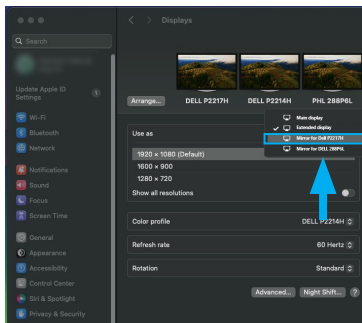 Displays
Search
Update Apple ID
Settings
1
Wi-Fi
Bluetooth
Network
Notifications
Sound
Focus
Screen Time
General
Appearance
Accessibility
Control Center
Siri & Spotlight
Privacy & Security
Arrange...
DELL P2217H
DELL P2214H
PHL 288P6L
Main display
Extended display
Mirror for Dell P2217H
Mirror for DELL 288P6L
Use as
1920 × 1080 (Default)
1600 × 900
1280 × 720
Show all resolutions
Color profile
DELL P2214H
Refresh rate
60 Hertz
Rotation
Standard
Advanced...
Night Shift...
?